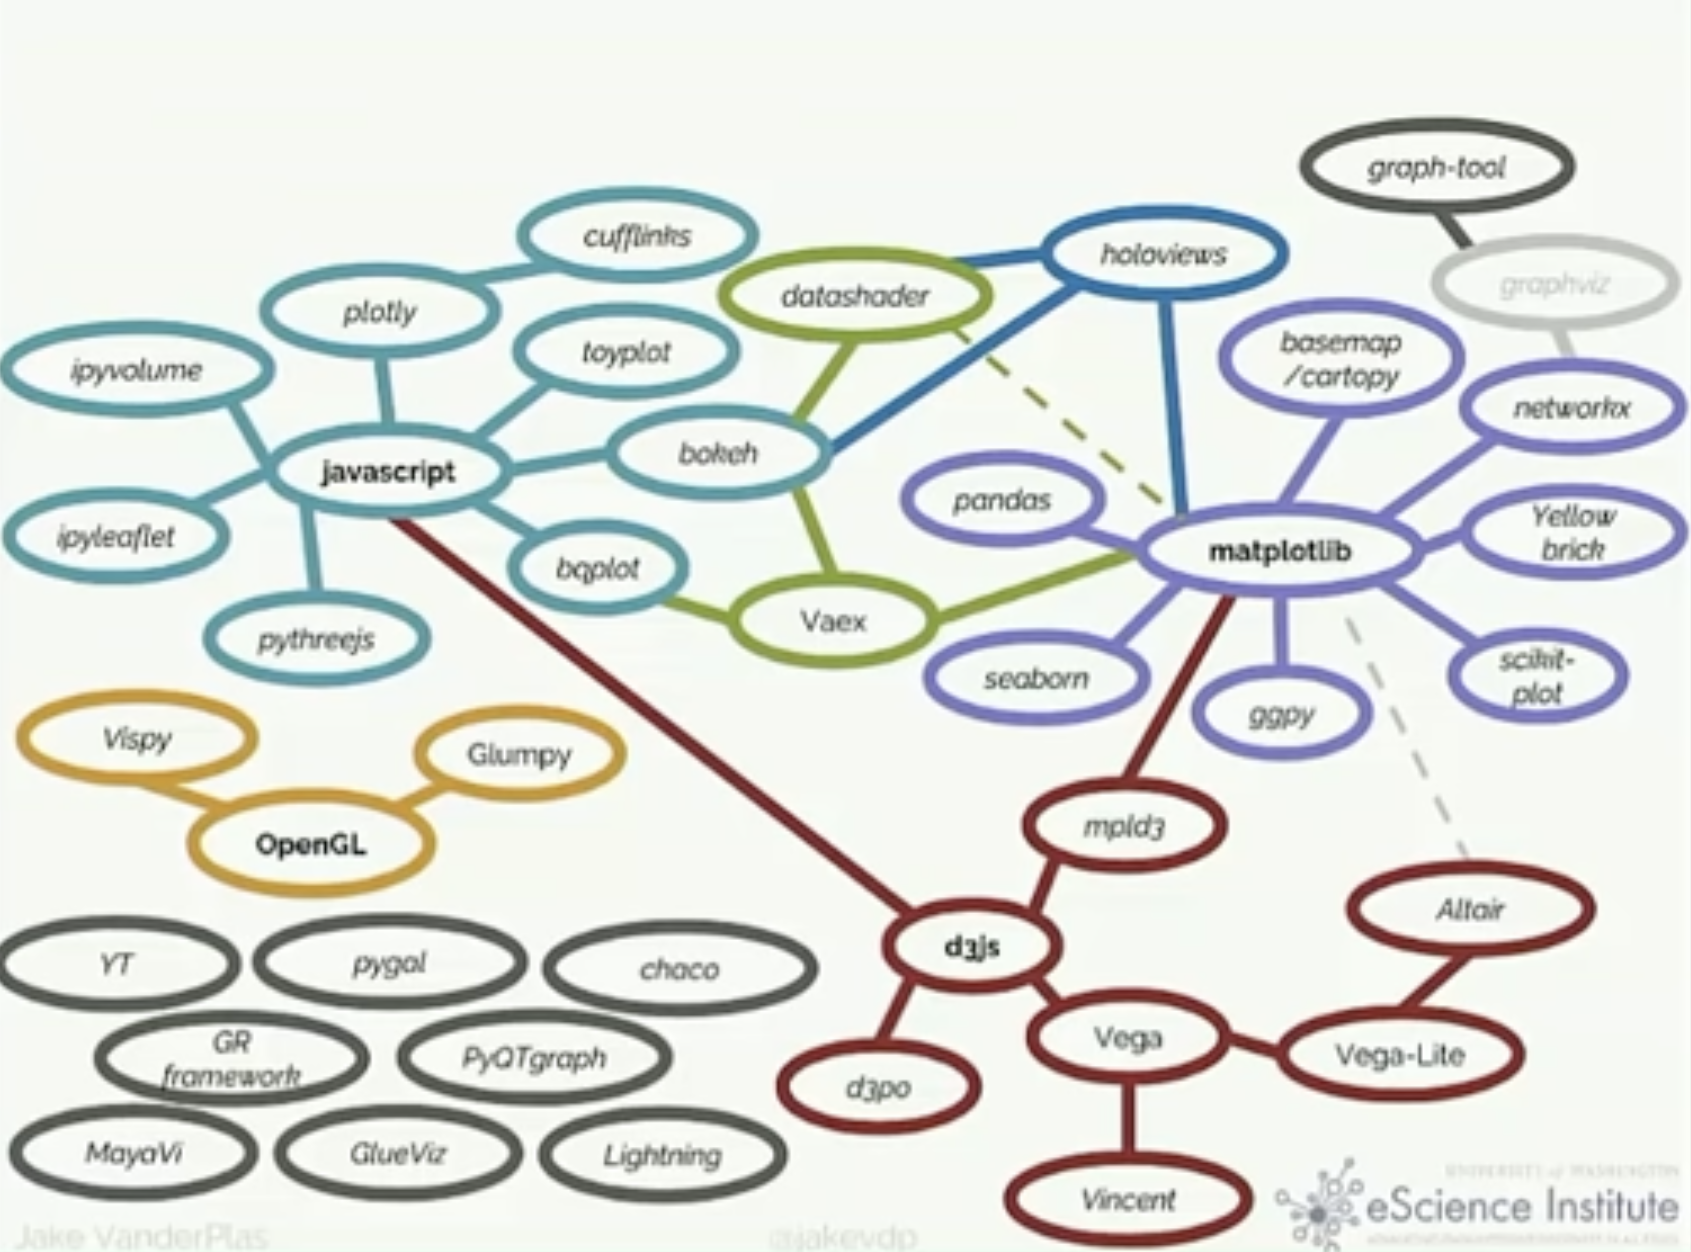 graph-tool
cufflinks
holoviews
graphviz
datashader
plotly
basemap
/cartopy
toyplot
ipyvolume
networkx
bokeh
javascript
pandas
Yellow
brick
matplotlib
ipyleaflet
bqplot
Vaex
pythreejs
seaborn
scikit-
plot
ggpy
Vispy
Glumpy
mpld3
OpenGL
Altair
d3js
YT
pygal
chaco
Vega
GR
framework
PyQTgraph
Vega-Lite
d3po
MayaVi
GlueViz
Lightning
Vincent
UNIVERSITY of WASHINGTON
eScience Institute
Jake VanderPlas
@jakevdp